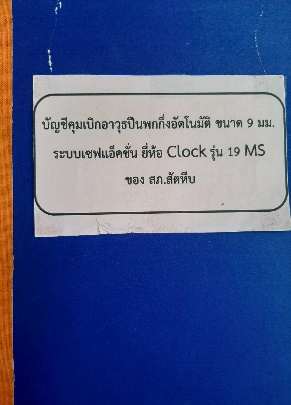 บัญชีคุมเบิกอาวุธปืนพกกึ่งอัตโนมัติ ขนาด 9 มม.
ระบบเซฟแอ็คชั่น ยี่ห้อ Clock รุ่น 19 MS
ของ สภ.สัตหีบ